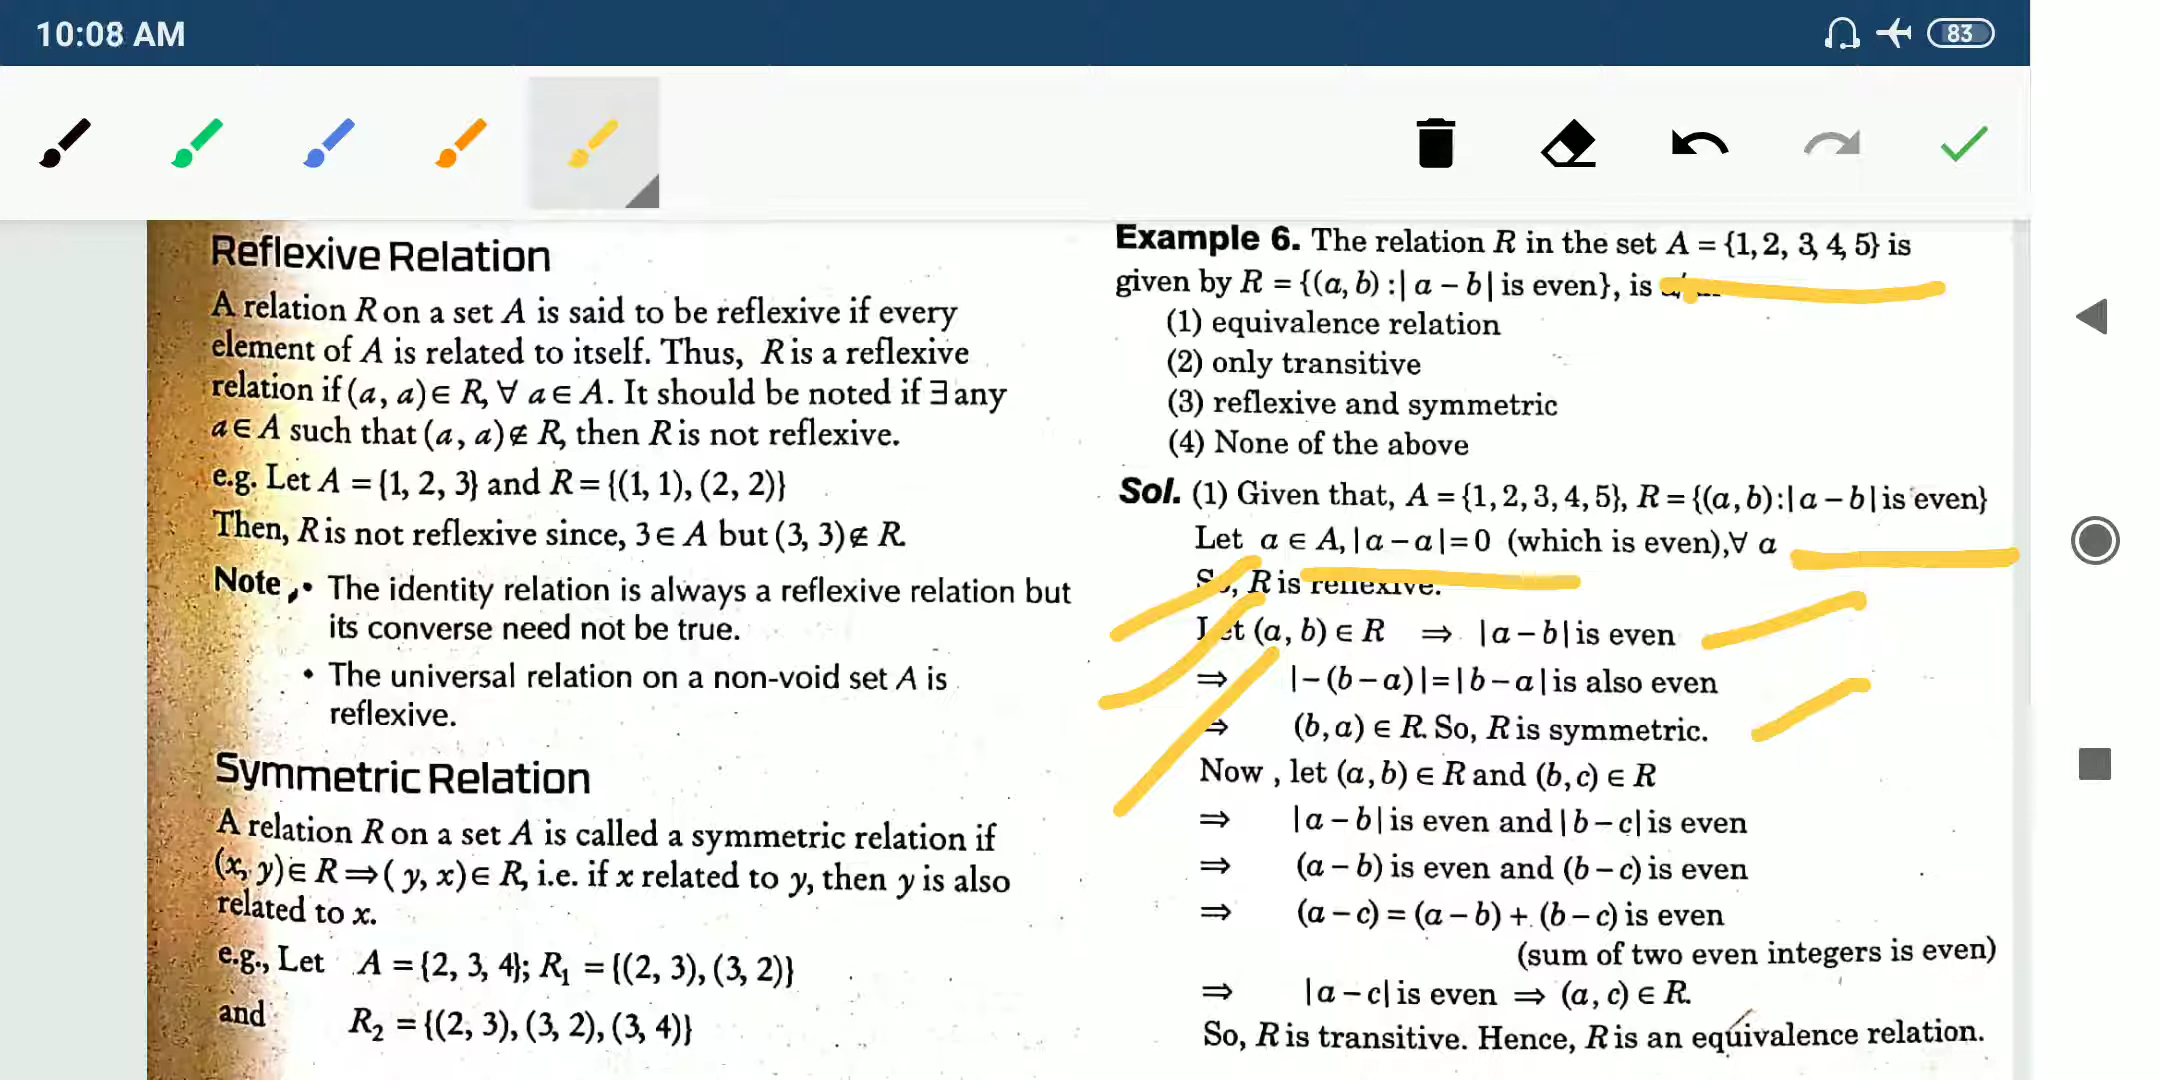 10:08 AM
83
Reflexive Relation
A relation R on a set A is said to be reflexive if every
element of A is related to itself. Thus, R is a reflexive
relation if (a, a) ∈ R, ∀ a ∈ A. It should be noted if ∃ any
a ∈ A such that (a, a) ∉ R, then R is not reflexive.
e.g. Let A = {1, 2, 3} and R = {(1, 1), (2, 2)}
Then, R is not reflexive since, 3 ∈ A but (3, 3) ∉ R.
Note • The identity relation is always a reflexive relation but
its converse need not be true.
• The universal relation on a non-void set A is
reflexive.
Symmetric Relation
A relation R on a set A is called a symmetric relation if
(x, y) ∈ R ⇒ (y, x) ∈ R, i.e. if x related to y, then y is also
related to x.
e.g., Let A = {2, 3, 4}; R₁ = {(2, 3), (3, 2)}
and R₂ = {(2, 3), (3, 2), (3, 4)}
Example 6. The relation R in the set A = {1, 2, 3, 4, 5} is
given by R = {(a, b) :| a − b| is even}, is
(1) equivalence relation
(2) only transitive
(3) reflexive and symmetric
(4) None of the above
Sol. (1) Given that, A = {1, 2, 3, 4, 5}, R = {(a, b):|a − b| is even}
Let a ∈ A, |a − a| = 0 (which is even), ∀ a
So, R is reflexive.
Let (a, b) ∈ R ⇒ |a − b| is even
⇒ |−(b − a)| = |b − a| is also even
⇒ (b, a) ∈ R. So, R is symmetric.
Now, let (a, b) ∈ R and (b, c) ∈ R
⇒ |a − b| is even and |b − c| is even
⇒ (a − b) is even and (b − c) is even
⇒ (a − c) = (a − b) + (b − c) is even
(sum of two even integers is even)
⇒ |a − c| is even ⇒ (a, c) ∈ R.
So, R is transitive. Hence, R is an equivalence relation.